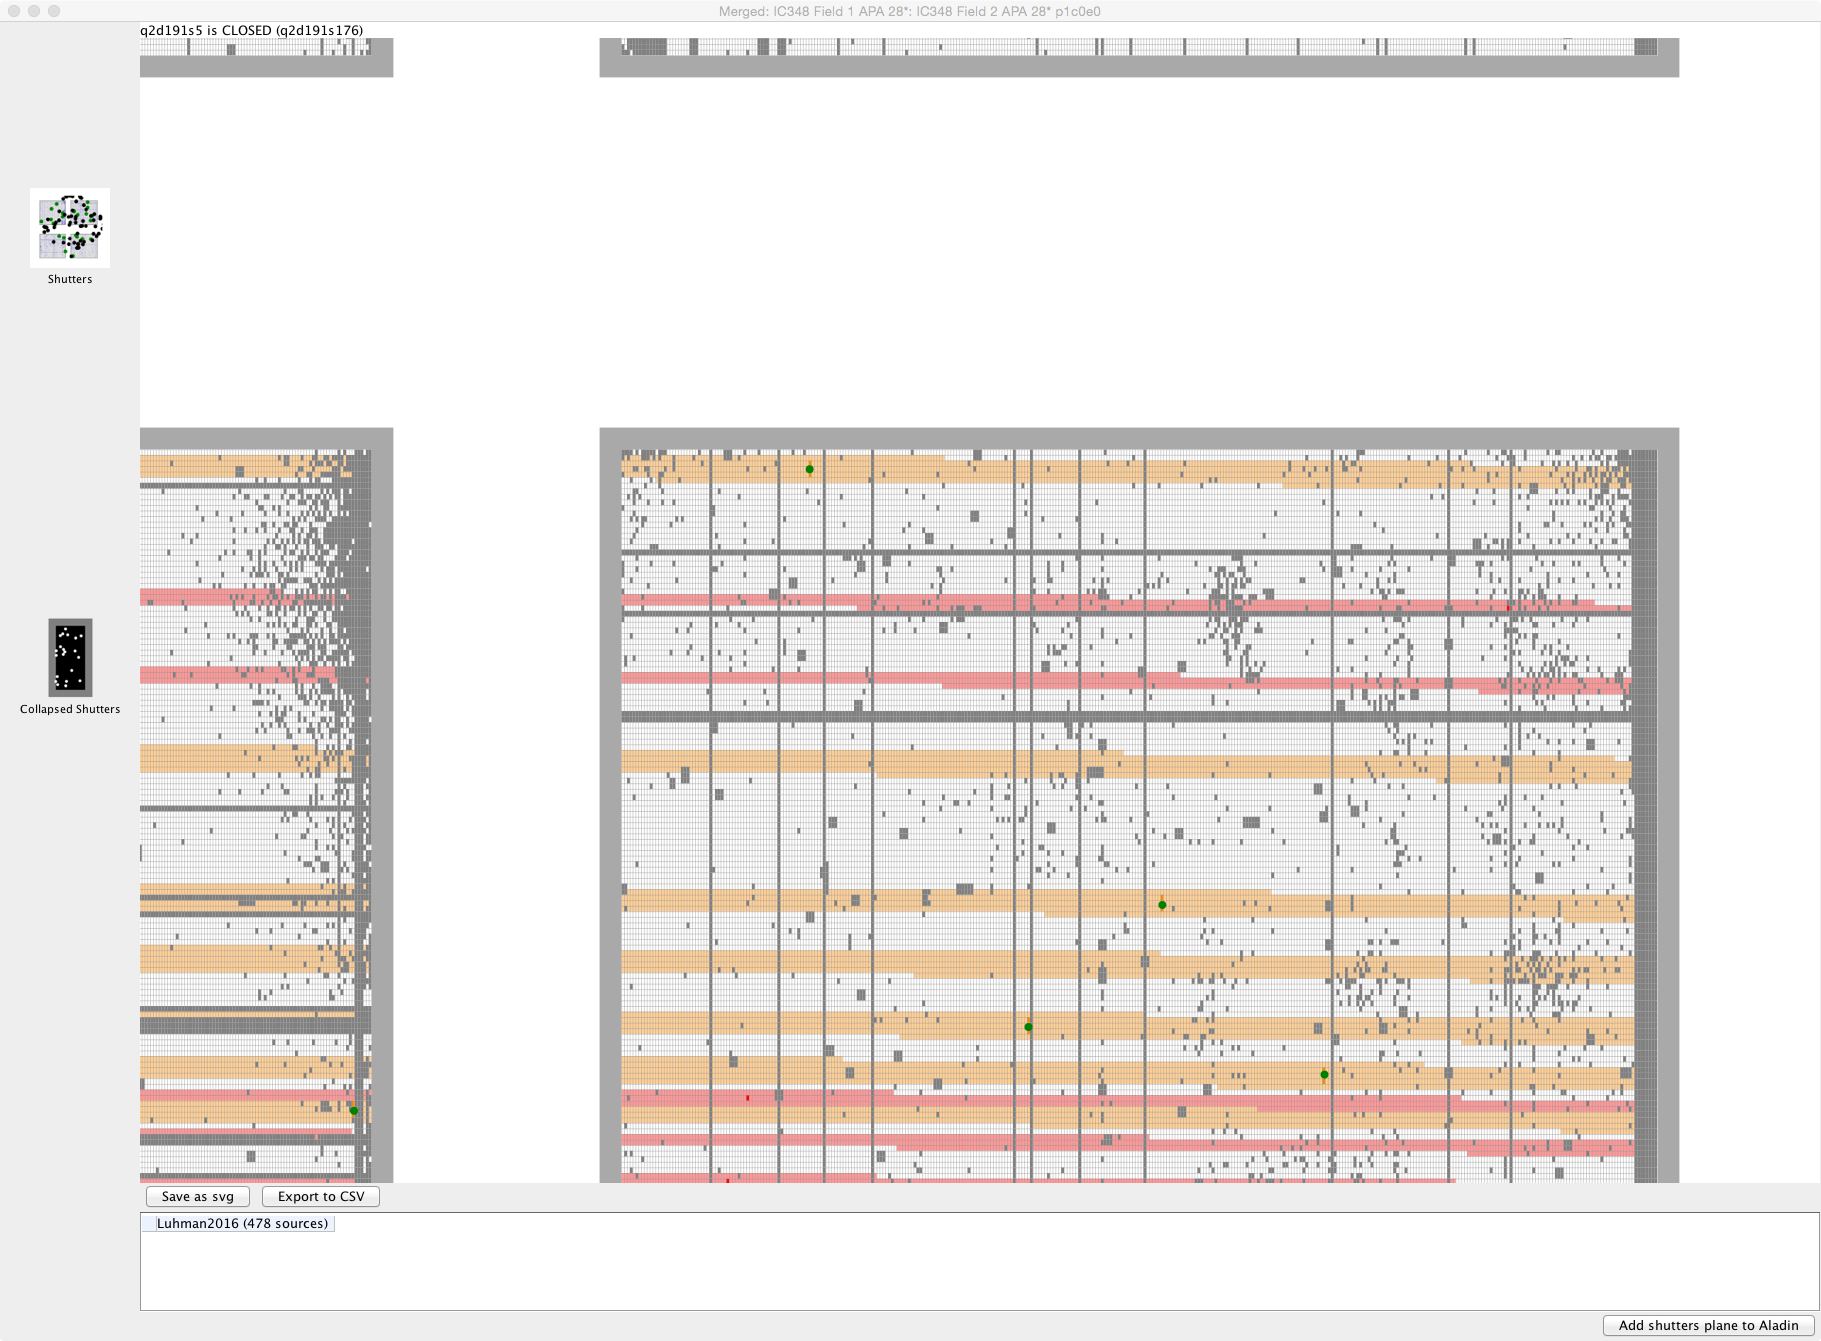 Merged: IC348 Field 1 APA 28*: IC348 Field 2 APA 28* p1c0e0
q2d191s5 is CLOSED (q2d191s176)
Shutters
Collapsed Shutters
Save as svg
Export to CSV
Luhman2016 (478 sources)
Add shutters plane to Aladin